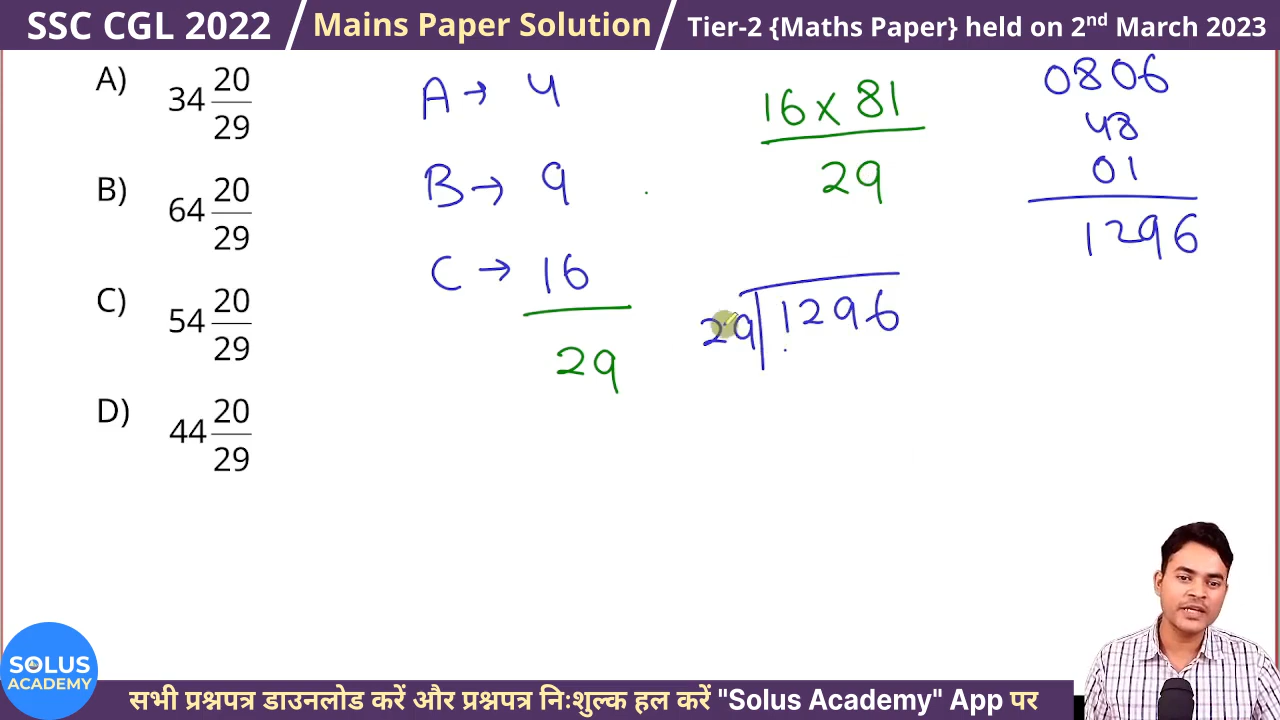 SSC CGL 2022 / Mains Paper Solution / Tier-2 {Maths Paper} held on 2nd March 2023
A) 34 20/29
B) 64 20/29
C) 54 20/29
D) 44 20/29
A → 4
B → 9
C → 16
29
16 × 81
29
29 1296
0806
48
01
1296
SOLUS
ACADEMY
सभी प्रश्नपत्र डाउनलोड करें और प्रश्नपत्र निःशुल्क हल करें "Solus Academy" App पर